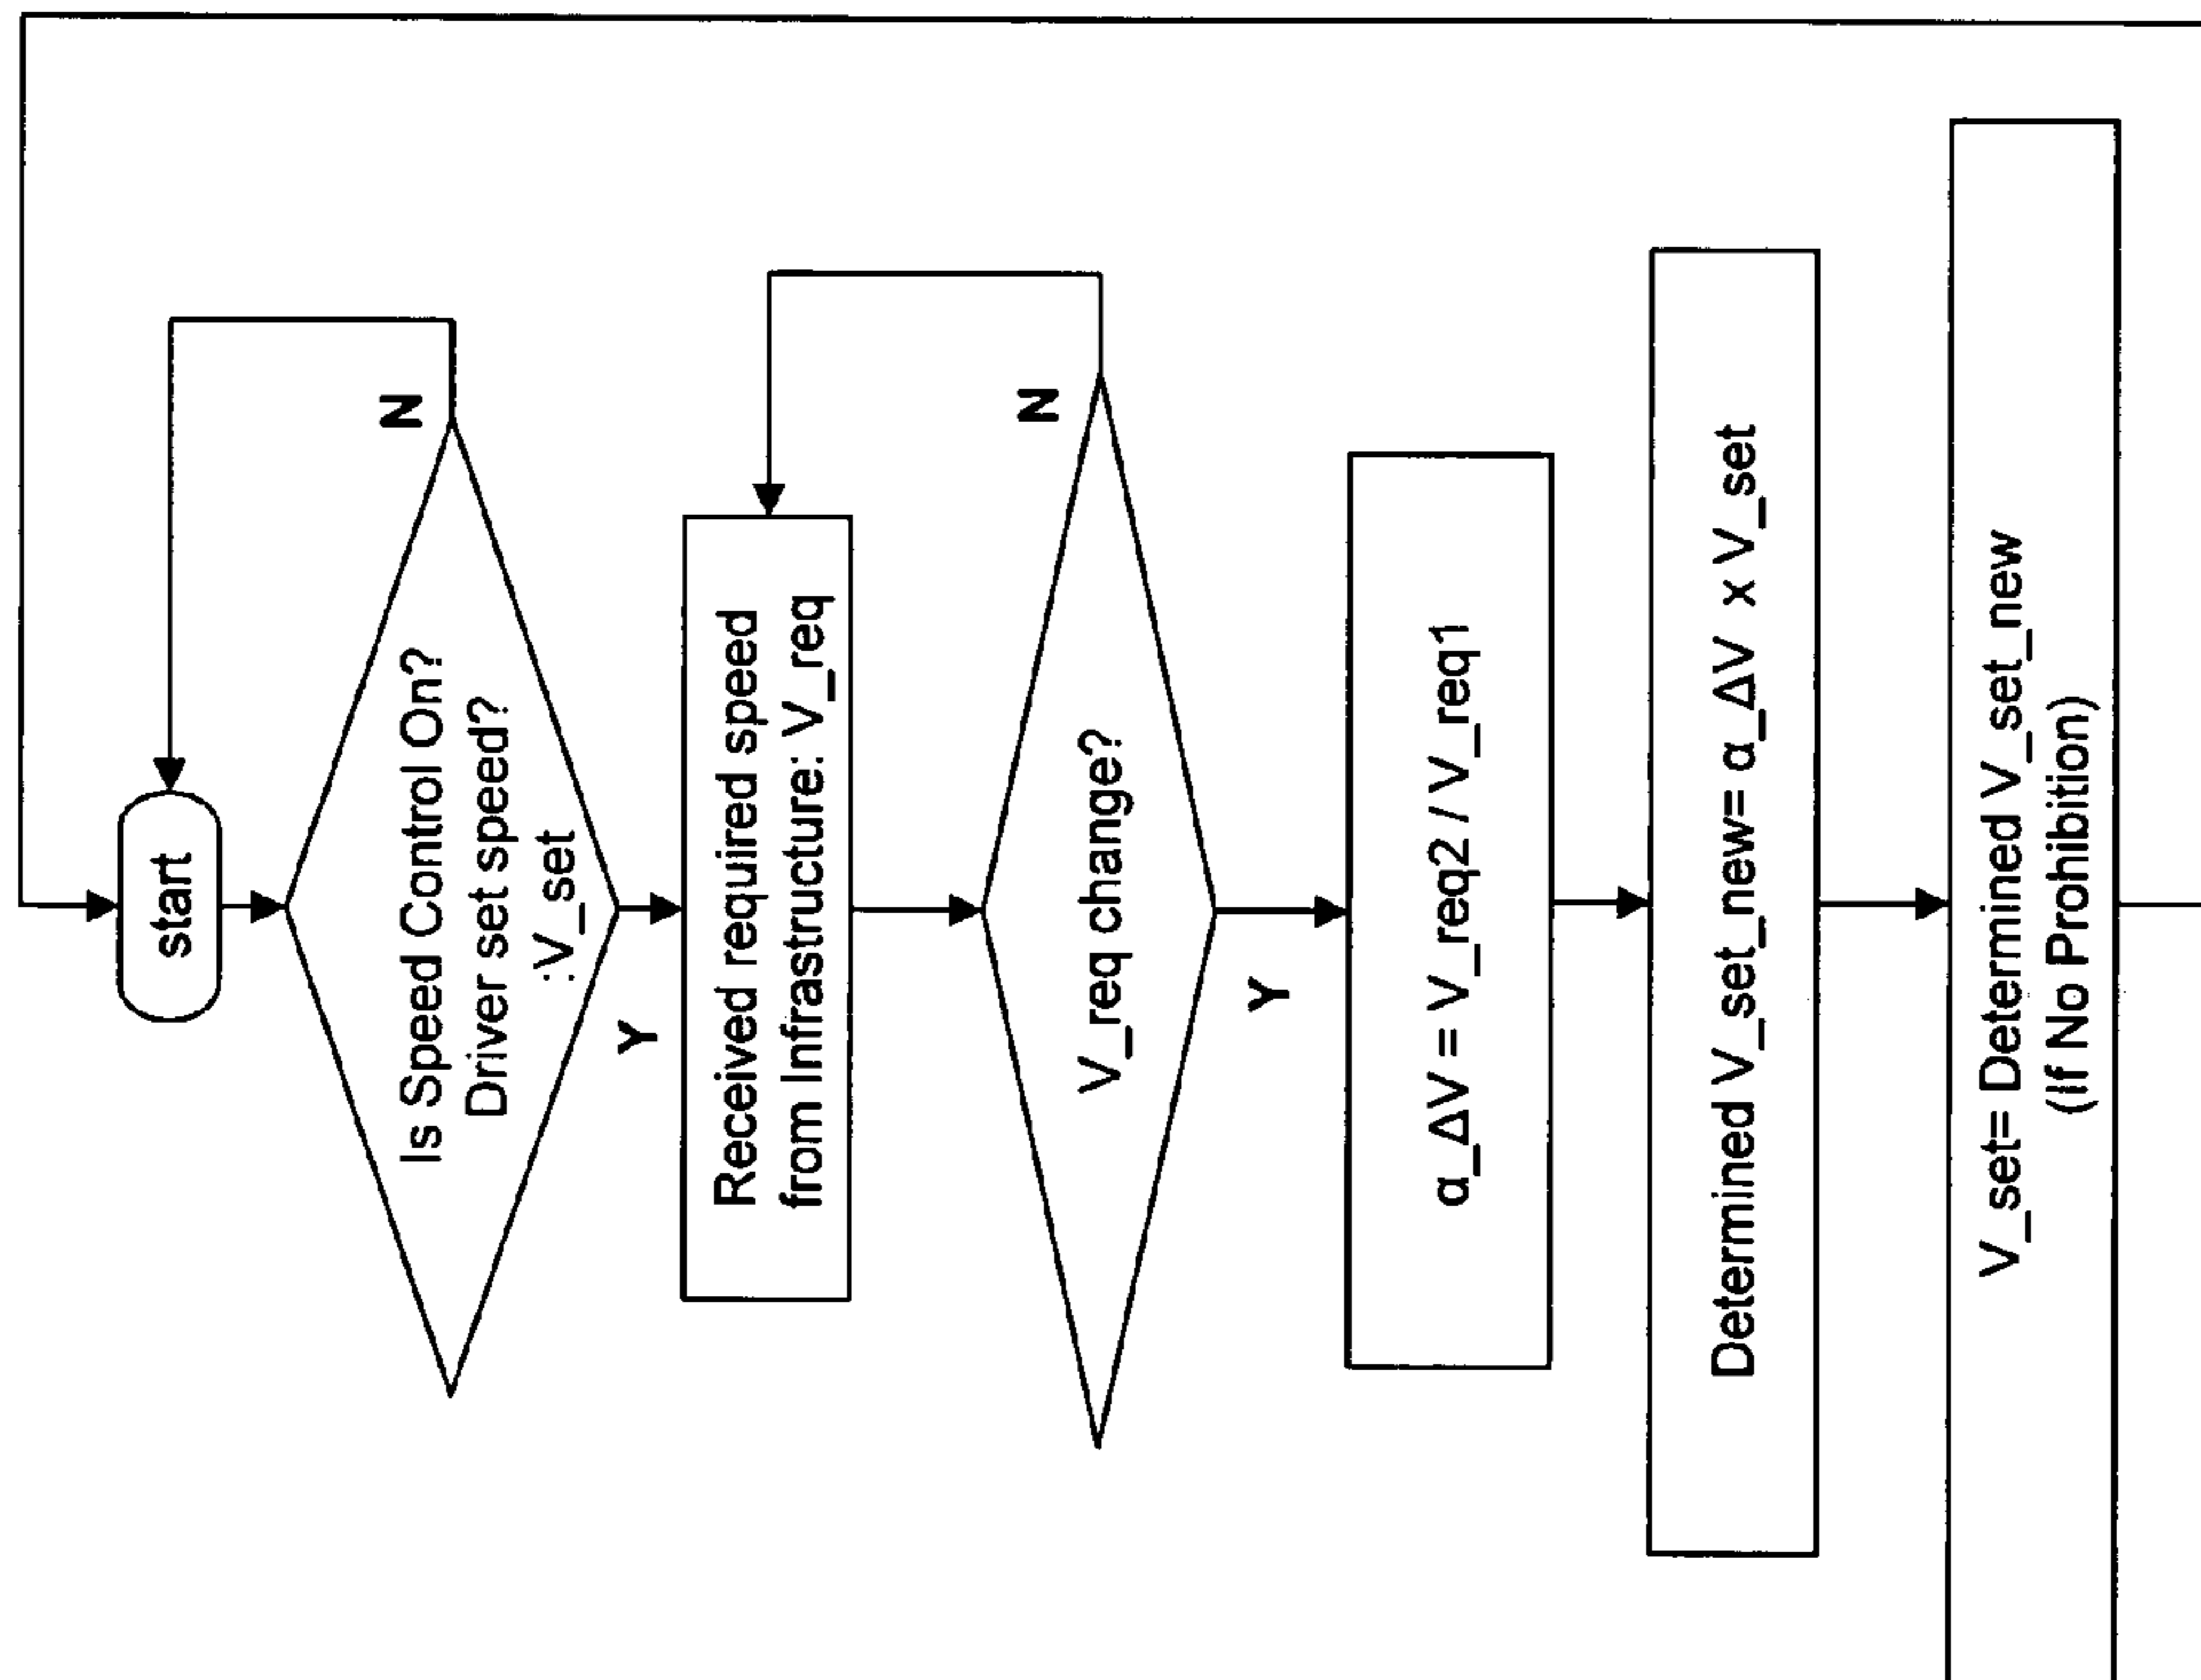 start
Is Speed Control On?
Driver set speed?
:V_set
N
Y
Received required speed
from Infrastructure: V_req
V_req change?
N
Y
α_ΔV = V_req2 / V_req1
Determined V_set_new= α_ΔV x V_set
V_set= Determined V_set_new
(If No Prohibition)